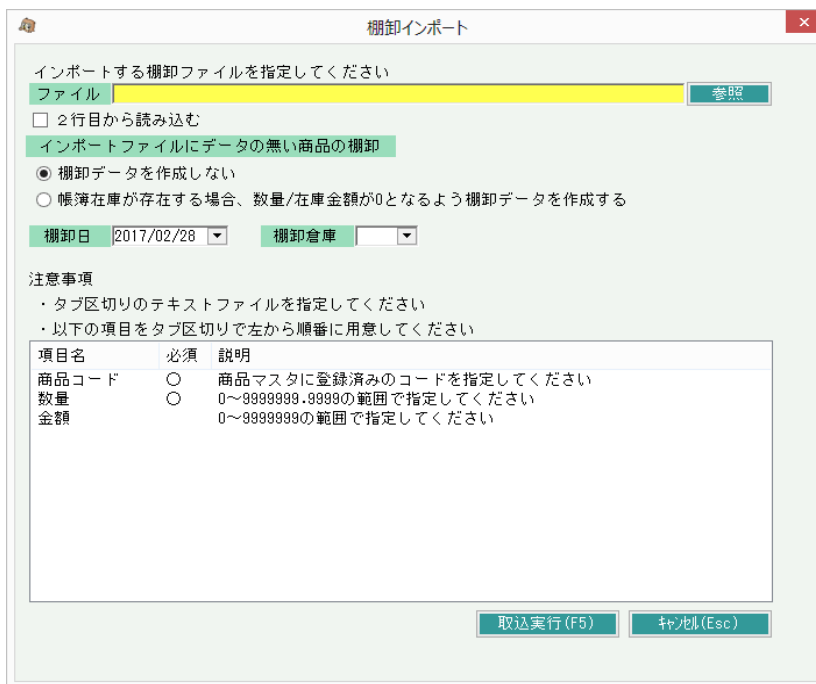 棚卸インポート
インポートする棚卸ファイルを指定してください
ファイル 参照
2行目から読み込む
インポートファイルにデータの無い商品の棚卸
棚卸データを作成しない
帳簿在庫が存在する場合、数量/在庫金額が0となるよう棚卸データを作成する
棚卸日 2017/02/28 棚卸倉庫
注意事項
・タブ区切りのテキストファイルを指定してください
・以下の項目をタブ区切りで左から順番に用意してください
項目名 必須 説明
商品コード ○ 商品マスタに登録済みのコードを指定してください
数量 ○ 0～9999999.9999の範囲で指定してください
金額 0～9999999の範囲で指定してください
取込実行(F5) ｷｬﾝｾﾙ(Esc)